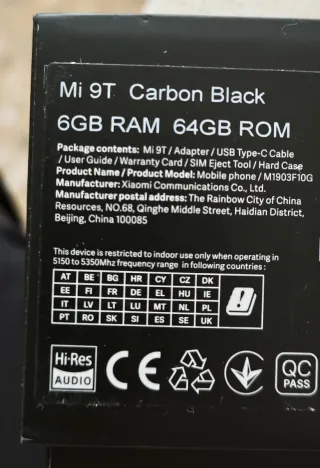 Mi 9T Carbon Black
6GB RAM 64GB ROM
Package contents: Mi 9T / Adapter / USB Type-C Cable
/ User Guide / Warranty Card / SIM Eject Tool / Hard Case
Product Name / Product Model: Mobile phone / M1903F10G
Manufacturer: Xiaomi Communications Co., Ltd.
Manufacturer postal address: The Rainbow City of China
Resources, NO.68, Qinghe Middle Street, Haidian District,
Beijing, China 100085
This device is restricted to indoor use only when operating in
5150 to 5350Mhz frequency range in following countries :
AT BE BG HR CY CZ DK
EE FI FR DE EL HU IE
IT LV LT LU MT NL PL
PT RO SK SI ES SE UK
Hi-Res
AUDIO
CE
QC
PASS